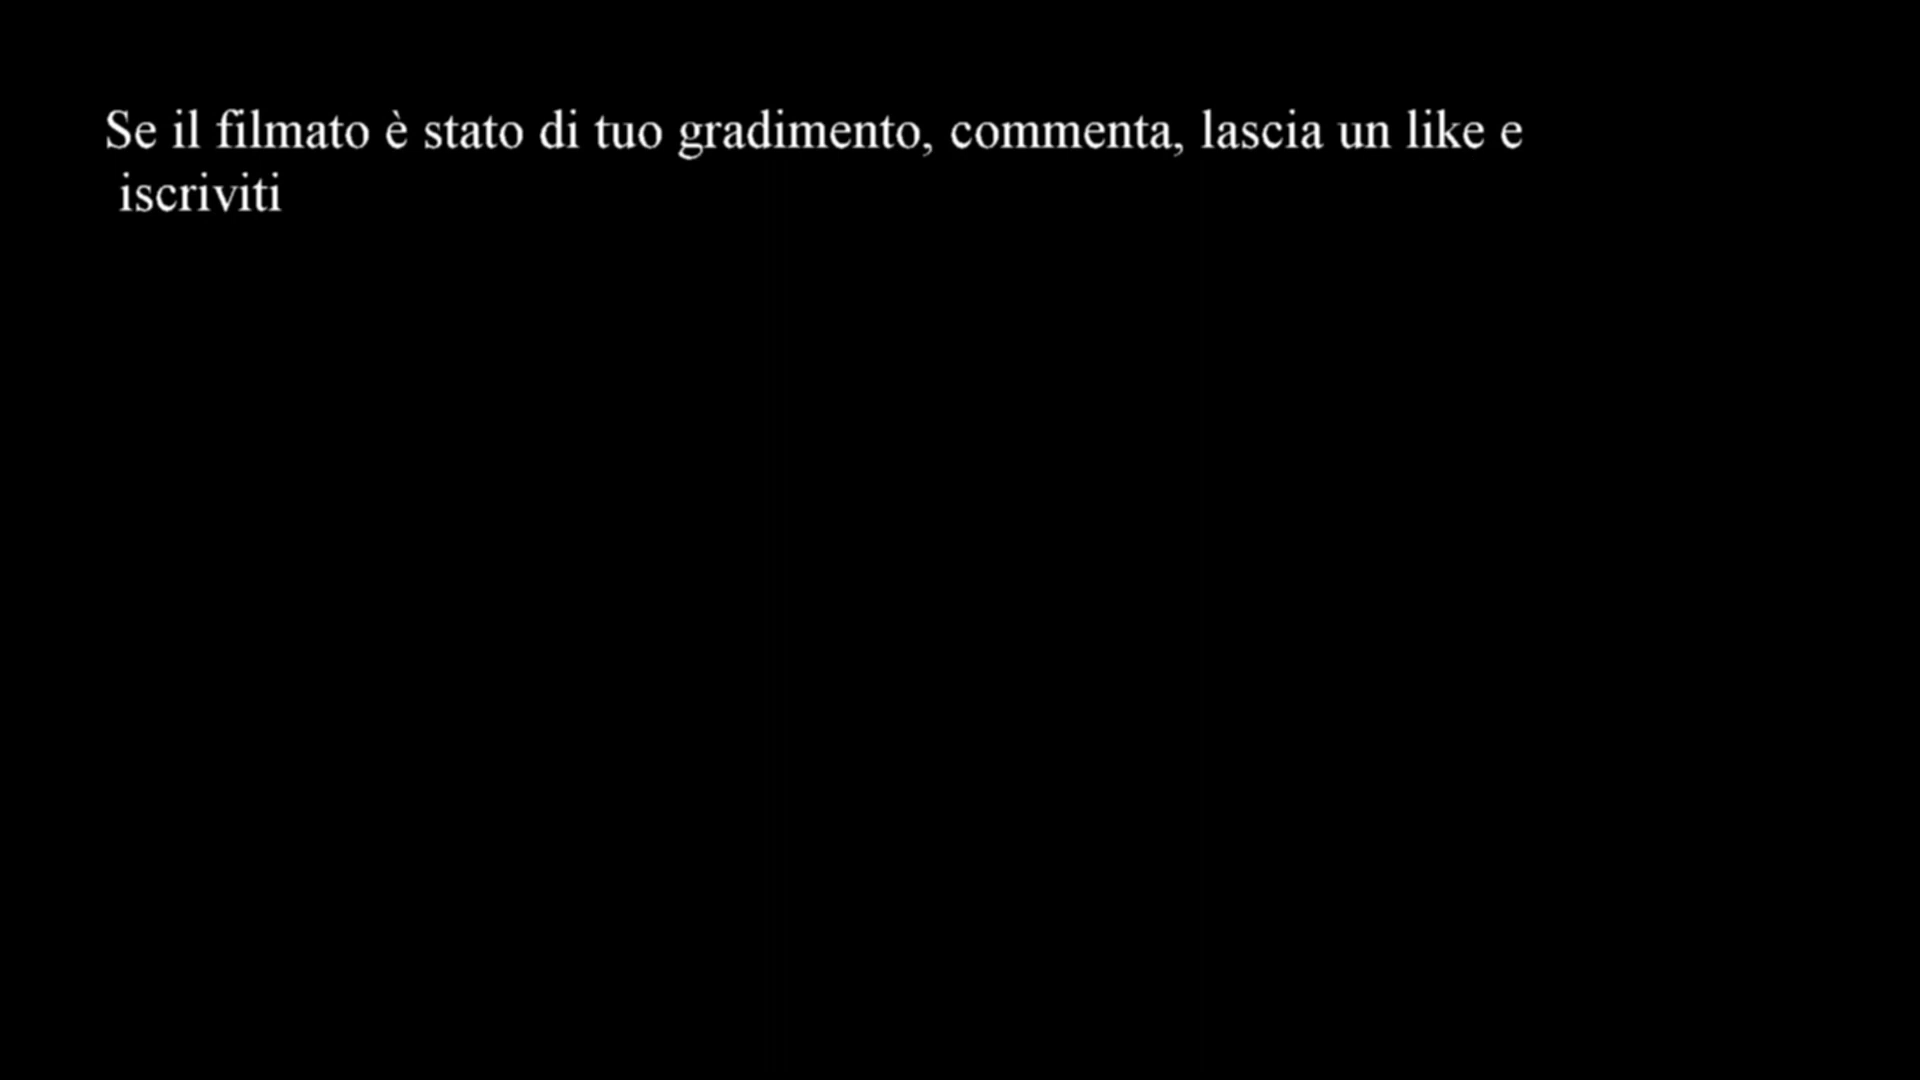 Se il filmato è stato di tuo gradimento, commenta, lascia un like e
iscriviti